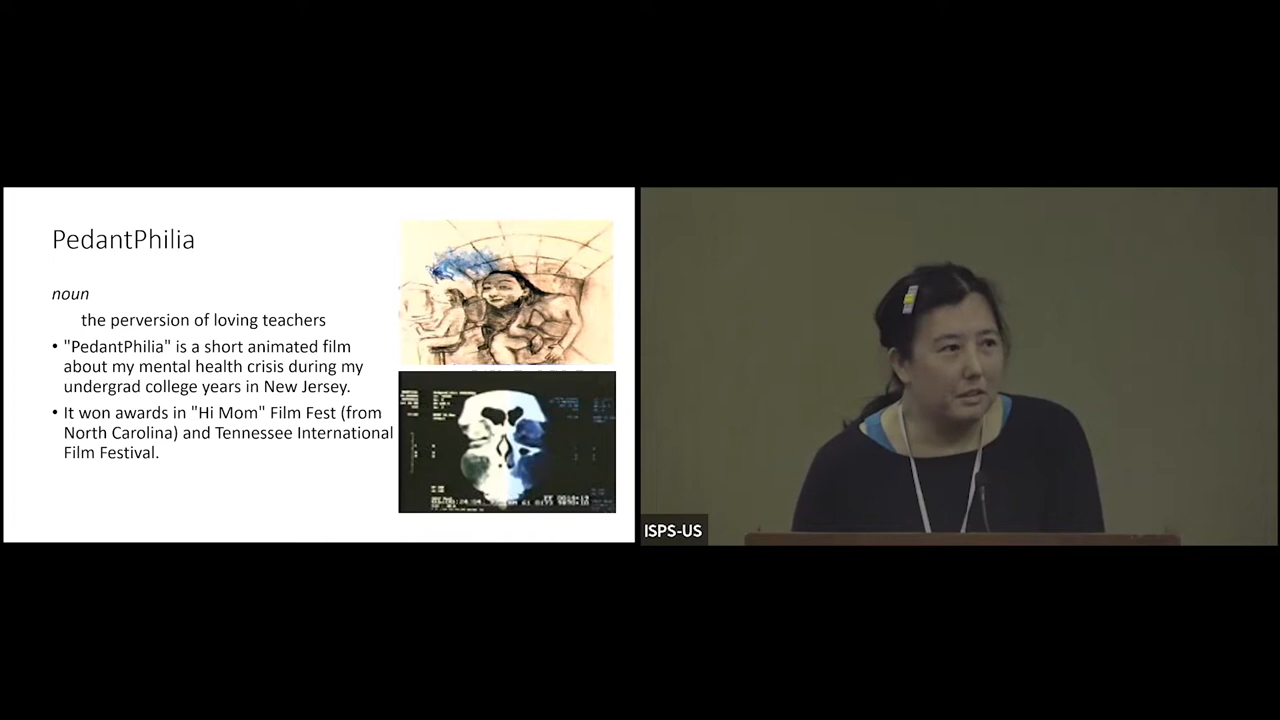 PedantPhilia
noun
the perversion of loving teachers
• "PedantPhilia" is a short animated film
about my mental health crisis during my
undergrad college years in New Jersey.
• It won awards in "Hi Mom" Film Fest (from
North Carolina) and Tennessee International
Film Festival.
ISPS-US